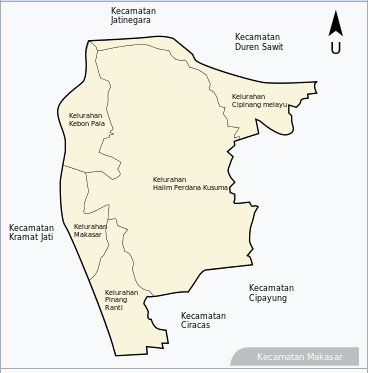 Kecamatan
Jatinegara
Kecamatan
Duren Sawit
U
Kelurahan
Cipinang melayu
Kelurahan
Kebon Pala
Kelurahan
Halim Perdana Kusuma
Kecamatan
Kramat Jati
Kelurahan
Makasar
Kelurahan
Pinang
Ranti
Kecamatan
Cipayung
Kecamatan
Ciracas
Kecamatan Makasar